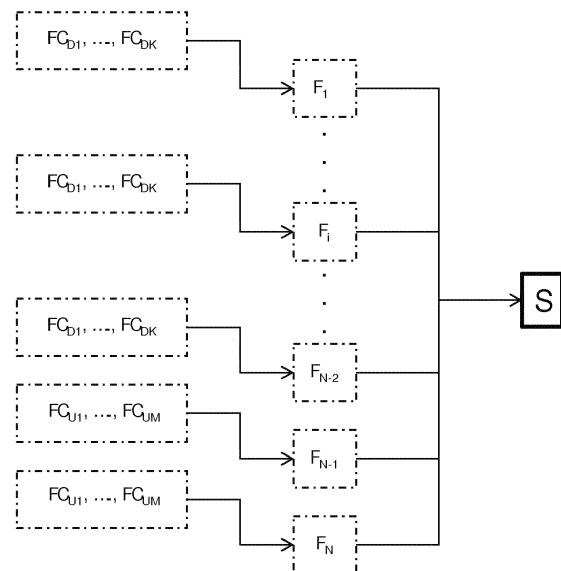 FC_D1, ..., FC_DK
F_1
FC_D1, ..., FC_DK
F_i
S
FC_D1, ..., FC_DK
F_N-2
FC_U1, ..., FC_UM
F_N-1
FC_U1, ..., FC_UM
F_N